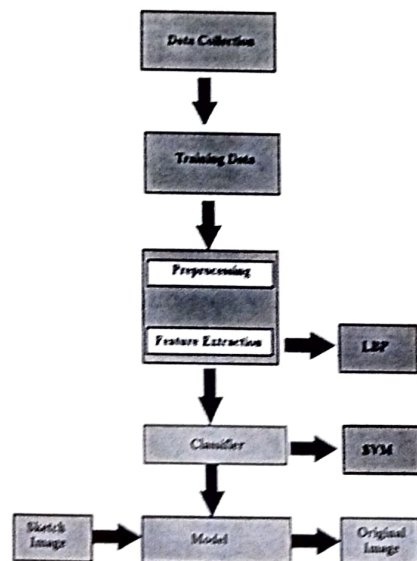 Data Collection
Training Data
Preprocessing
Feature Extraction
LBP
Classifier
SVM
Sketch
Image
Model
Original
Image